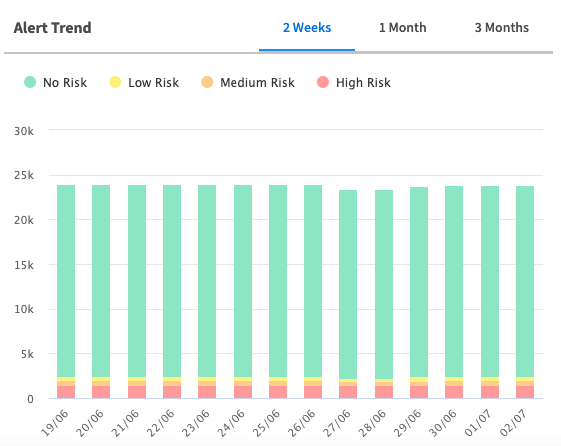 Alert Trend 2 Weeks 1 Month 3 Months
No Risk Low Risk Medium Risk High Risk
30k
25k
20k
15k
10k
5k
0
19/06 20/06 21/06 22/06 23/06 24/06 25/06 26/06 27/06 28/06 29/06 30/06 01/07 02/07